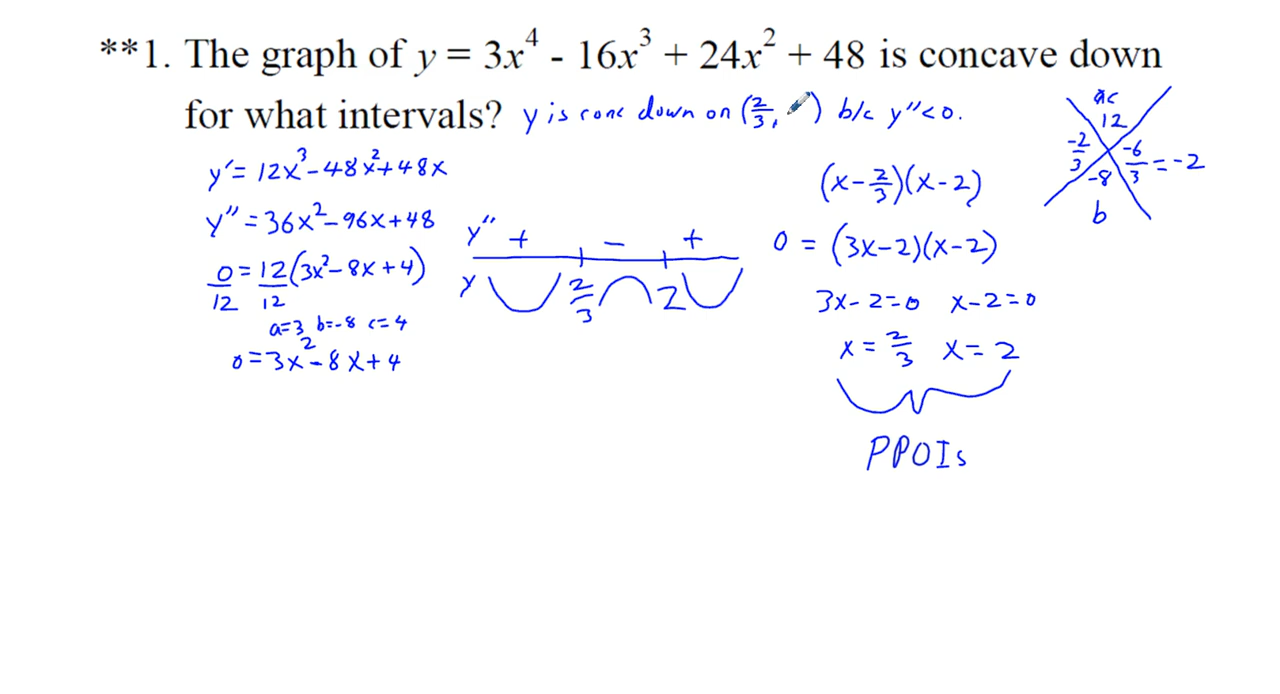 **1. The graph of y = 3x⁴ - 16x³ + 24x² + 48 is concave down
for what intervals? y is conc down on (2/3, ) b/c y''<0.
y' = 12x³ - 48x² + 48x
y'' = 36x² - 96x + 48
0 = 12(3x² - 8x + 4)
12 12
a=3 b=-8 c=4
0 = 3x² - 8x + 4
y'' + - +
y 2/3 2
(x - 2/3)(x - 2)
0 = (3x - 2)(x - 2)
3x - 2 = 0 x - 2 = 0
x = 2/3 x = 2
PPOIs
ac
12
-2/3 -6/3 = -2
-8
b